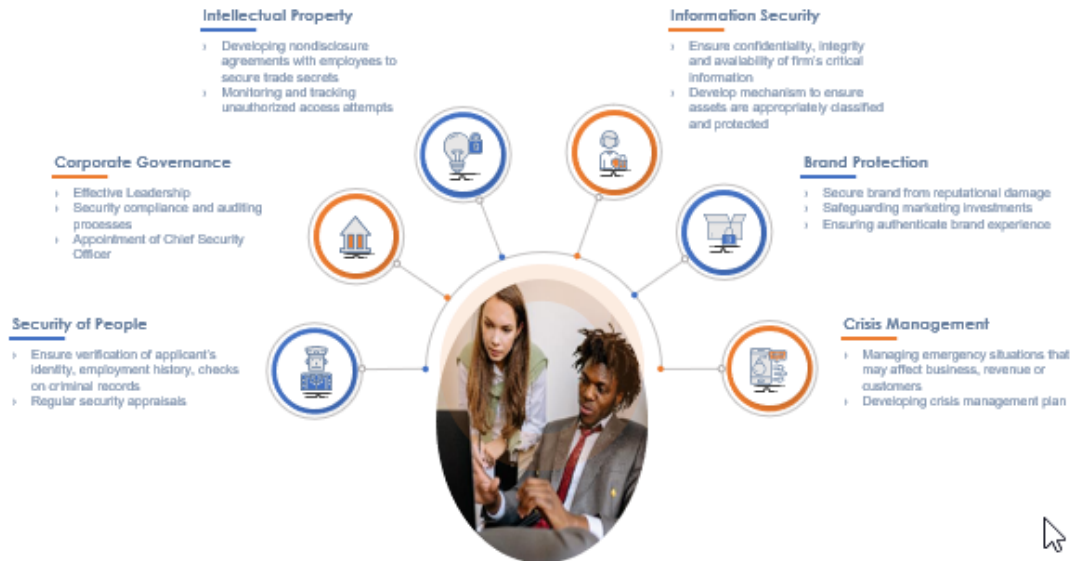 Intellectual Property
› Developing nondisclosure
agreements with employees to
secure trade secrets
› Monitoring and tracking
unauthorized access attempts
Information Security
› Ensure confidentiality, integrity
and availability of firm's critical
information
› Develop mechanism to ensure
assets are appropriately classified
and protected
Corporate Governance
› Effective Leadership
› Security compliance and auditing
processes
› Appointment of Chief Security
Officer
Brand Protection
› Secure brand from reputational damage
› Safeguarding marketing investments
› Ensuring authenticate brand experience
Security of People
› Ensure verification of applicant's
identity, employment history, checks
on criminal records
› Regular security appraisals
Crisis Management
› Managing emergency situations that
may affect business, revenue or
customers
› Developing crisis management plan